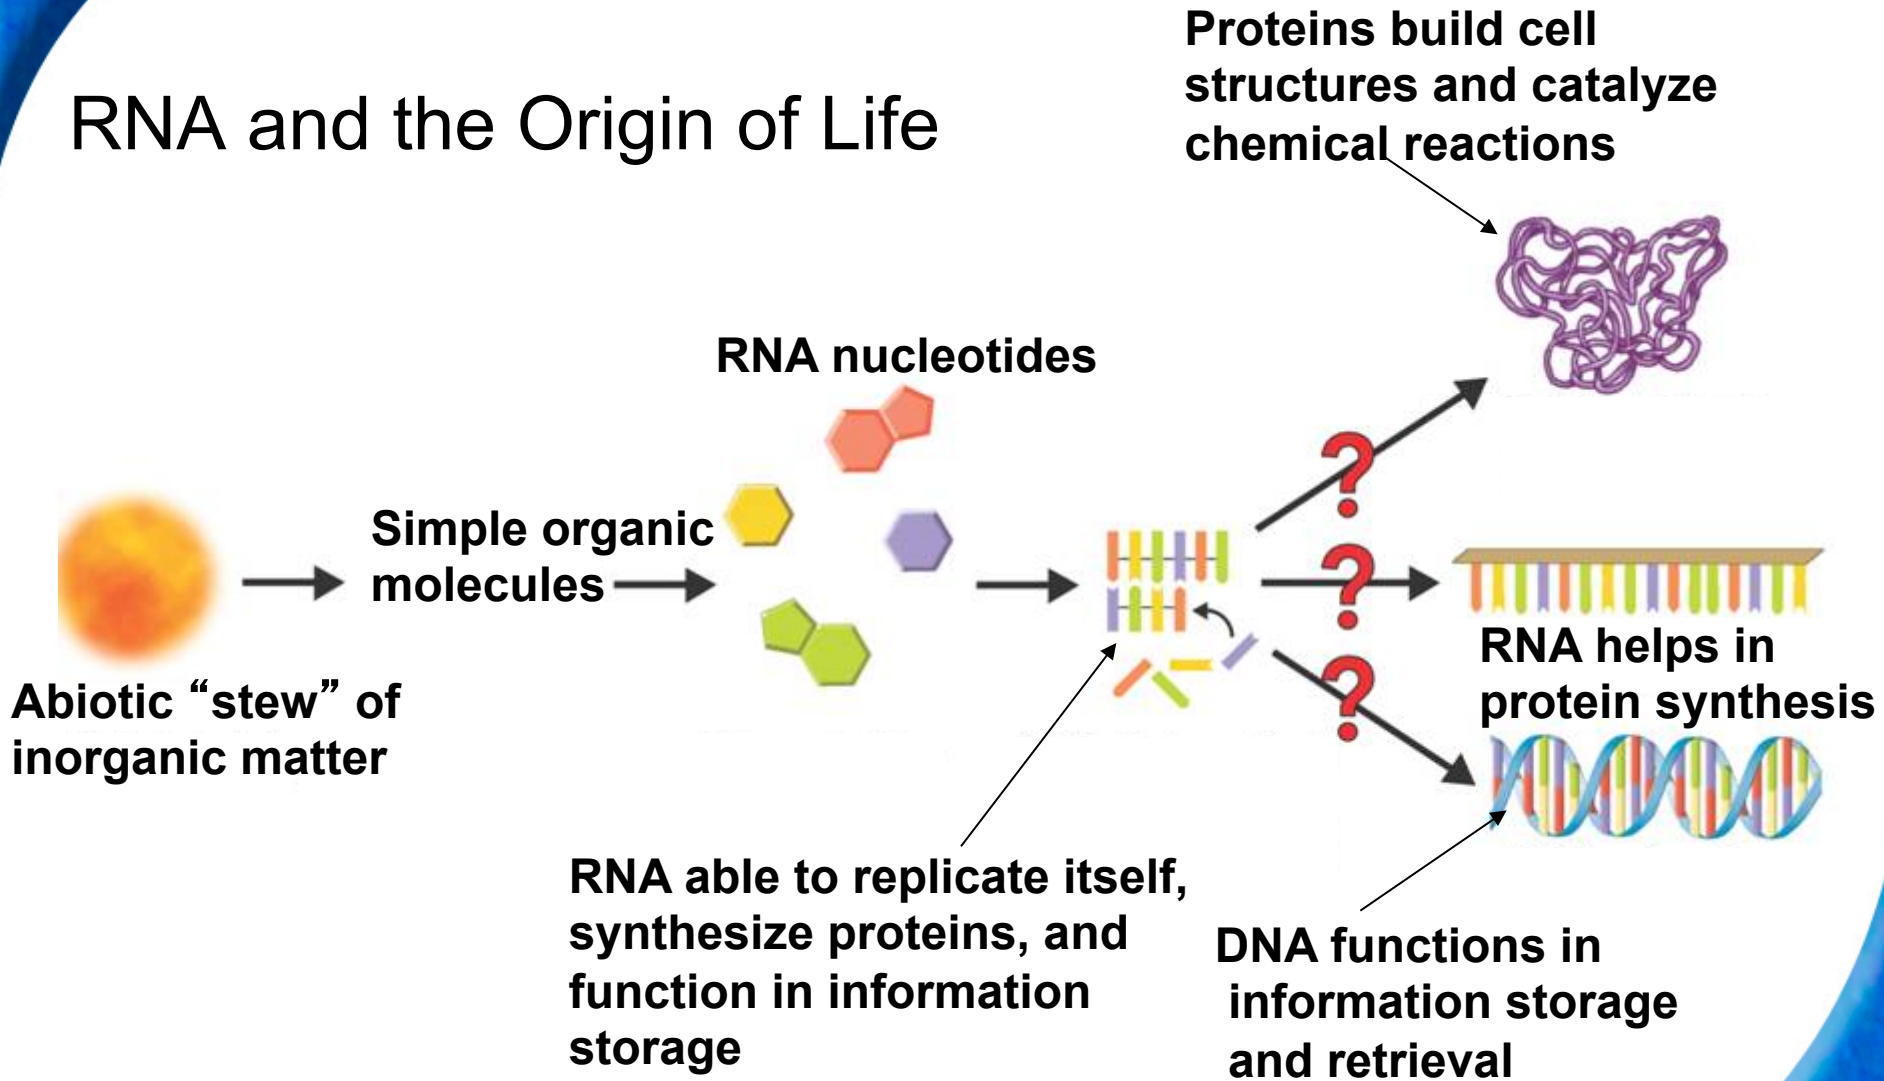 RNA and the Origin of Life
Proteins build cell
structures and catalyze
chemical reactions
RNA nucleotides
Simple organic
molecules
Abiotic “stew” of
inorganic matter
?
?
?
RNA helps in
protein synthesis
RNA able to replicate itself,
synthesize proteins, and
function in information
storage
DNA functions in
information storage
and retrieval